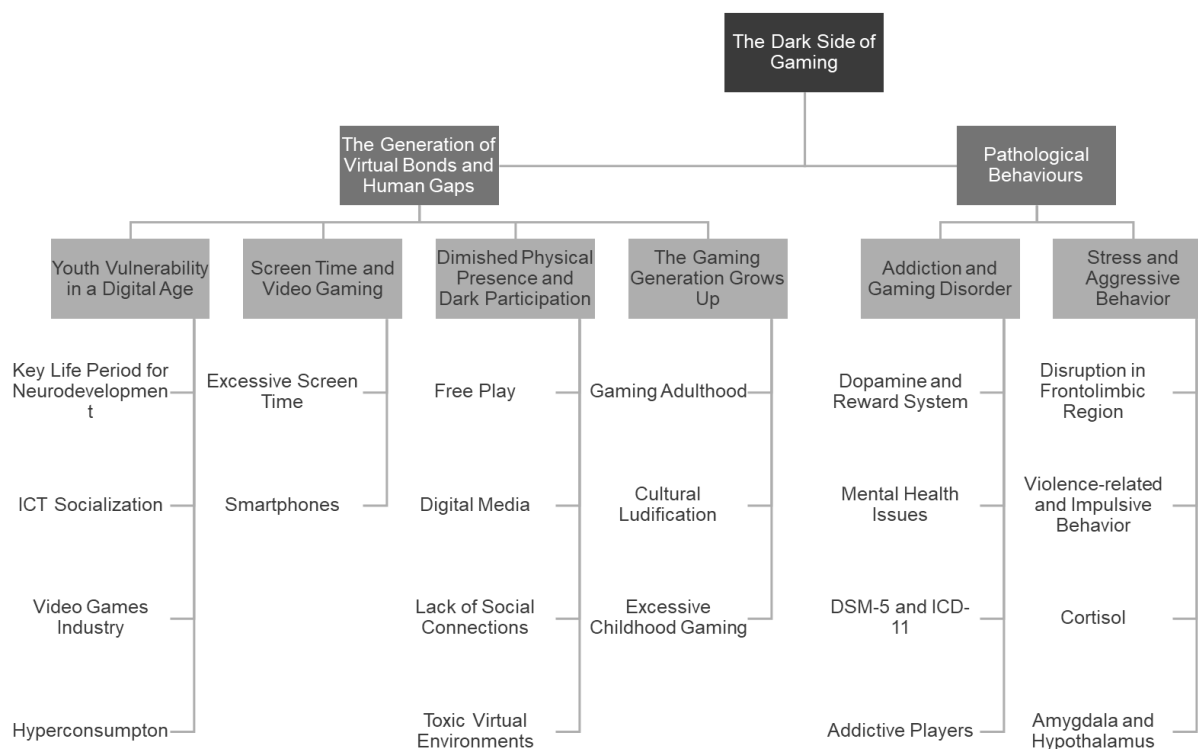 The Dark Side of
Gaming
The Generation of
Virtual Bonds and
Human Gaps
Pathological
Behaviours
Youth Vulnerability
in a Digital Age
Screen Time and
Video Gaming
Diminished Physical
Presence and
Dark Participation
The Gaming
Generation Grows
Up
Addiction and
Gaming Disorder
Stress and
Aggressive
Behavior
Key Life Period for
Neurodevelopmen
t
ICT Socialization
Video Games
Industry
Hyperconsumpton
Excessive Screen
Time
Smartphones
Free Play
Digital Media
Lack of Social
Connections
Toxic Virtual
Environments
Gaming Adulthood
Cultural
Ludification
Excessive
Childhood Gaming
Dopamine and
Reward System
Mental Health
Issues
DSM-5 and ICD-
11
Addictive Players
Disruption in
Frontolimbic
Region
Violence-related
and Impulsive
Behavior
Cortisol
Amygdala and
Hypothalamus